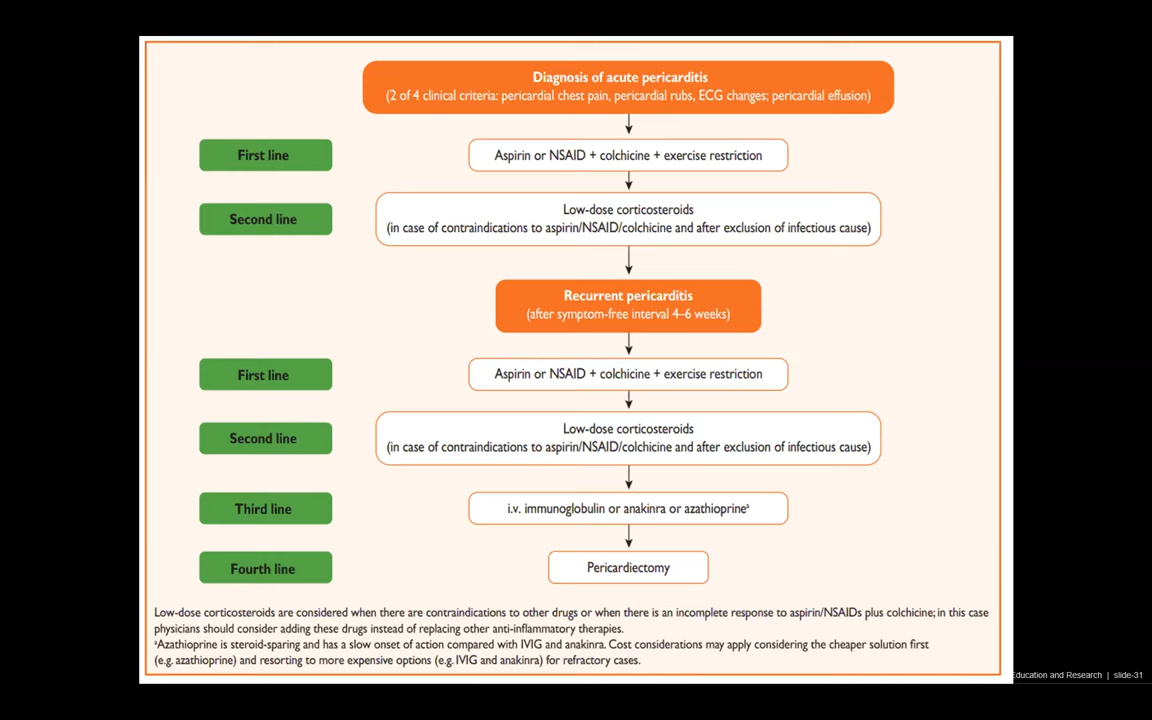 Diagnosis of acute pericarditis
(2 of 4 clinical criteria: pericardial chest pain, pericardial rubs, ECG changes; pericardial effusion)
First line
Aspirin or NSAID + colchicine + exercise restriction
Second line
Low-dose corticosteroids
(in case of contraindications to aspirin/NSAID/colchicine and after exclusion of infectious cause)
Recurrent pericarditis
(after symptom-free interval 4–6 weeks)
First line
Aspirin or NSAID + colchicine + exercise restriction
Second line
Low-dose corticosteroids
(in case of contraindications to aspirin/NSAID/colchicine and after exclusion of infectious cause)
Third line
i.v. immunoglobulin or anakinra or azathioprineᵃ
Fourth line
Pericardiectomy
Low-dose corticosteroids are considered when there are contraindications to other drugs or when there is an incomplete response to aspirin/NSAIDs plus colchicine; in this case
physicians should consider adding these drugs instead of replacing other anti-inflammatory therapies.
ᵃAzathioprine is steroid-sparing and has a slow onset of action compared with IVIG and anakinra. Cost considerations may apply considering the cheaper solution first
(e.g. azathioprine) and resorting to more expensive options (e.g. IVIG and anakinra) for refractory cases.
Education and Research | slide-31